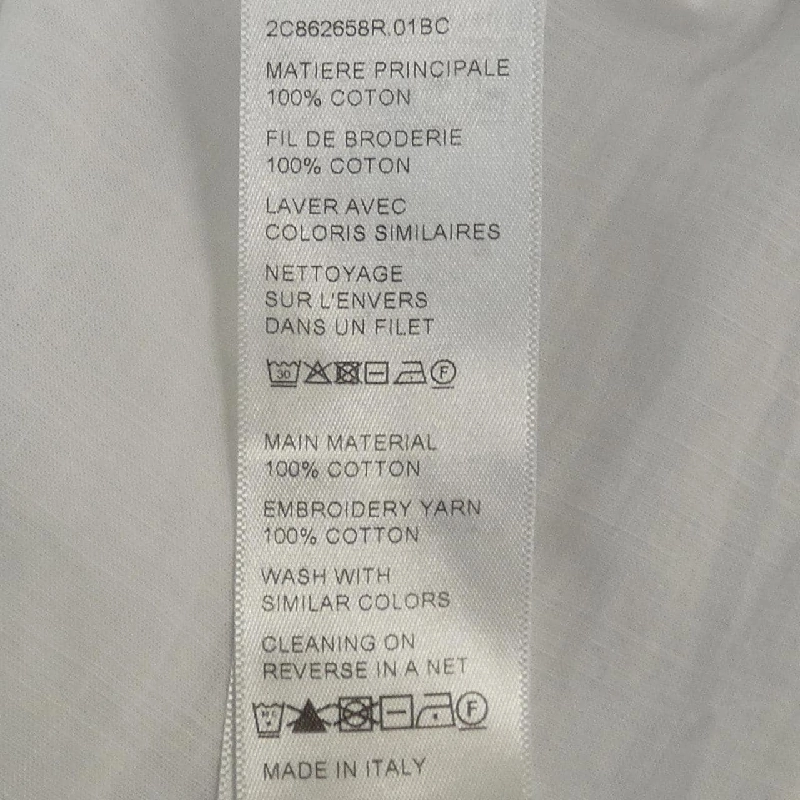 2C862658R.01BC
MATIERE PRINCIPALE
100% COTON
FIL DE BRODERIE
100% COTON
LAVER AVEC
COLORIS SIMILAIRES
NETTOYAGE
SUR L'ENVERS
DANS UN FILET
30 F
MAIN MATERIAL
100% COTTON
EMBROIDERY YARN
100% COTTON
WASH WITH
SIMILAR COLORS
CLEANING ON
REVERSE IN A NET
F
MADE IN ITALY